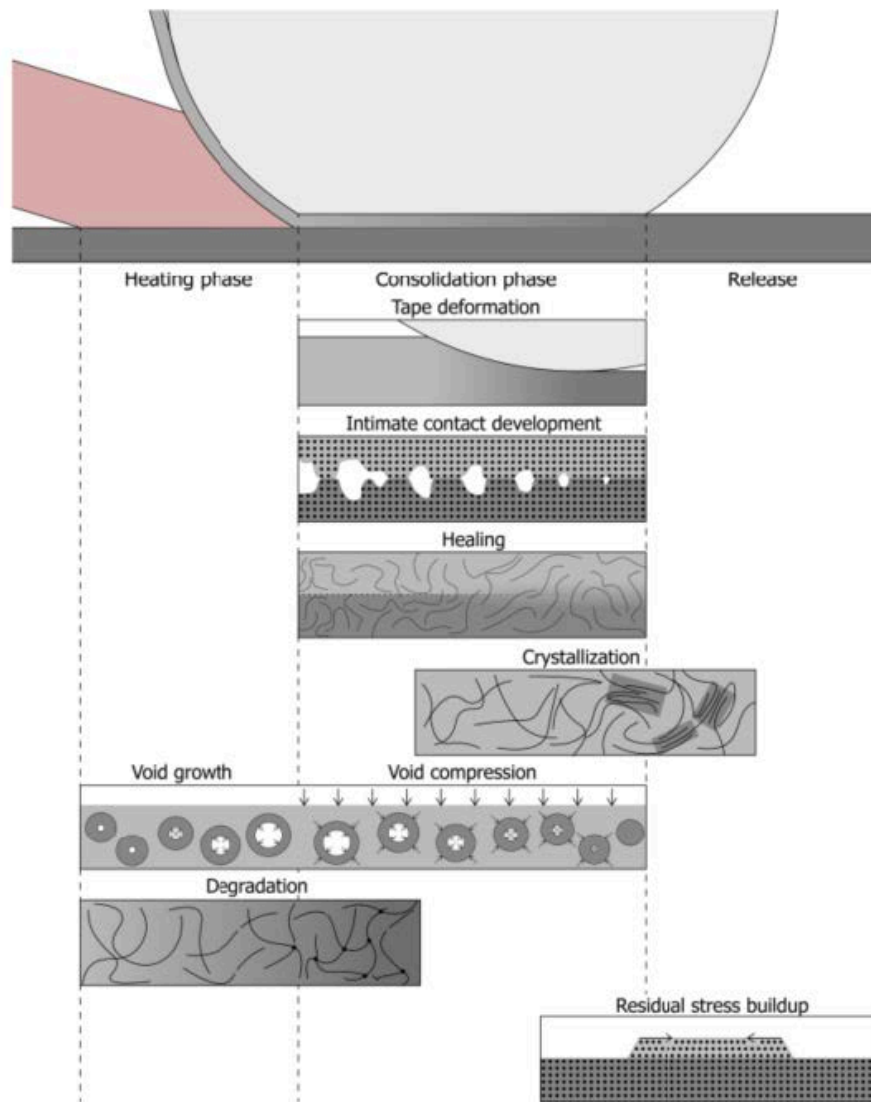 Heating phase
Consolidation phase
Release
Tape deformation
Intimate contact development
Healing
Crystallization
Void growth
Void compression
Degradation
Residual stress buildup